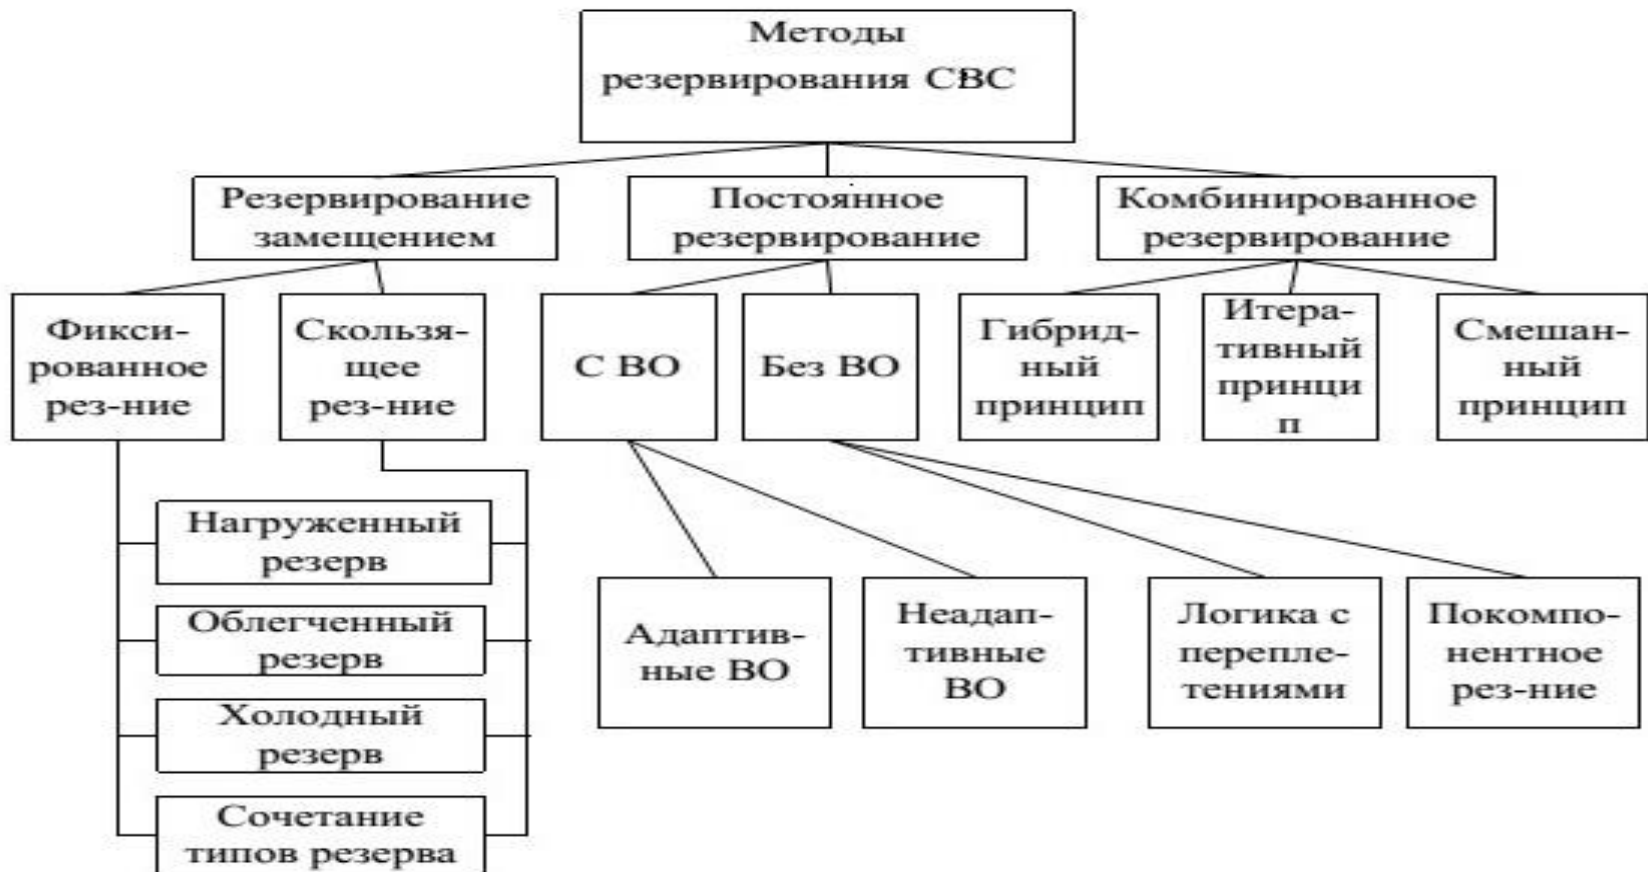 Методы
резервирования СВС
Резервирование
замещением
Постоянное
резервирование
Комбинированное
резервирование
Фикси-
рованное
рез-ние
Скользя-
щее
рез-ние
С ВО
Без ВО
Гибрид-
ный
принцип
Итера-
тивный
принци
п
Смешан-
ный
принцип
Нагруженный
резерв
Облегченный
резерв
Холодный
резерв
Сочетание
типов резерва
Адаптив-
ные ВО
Неадап-
тивные
ВО
Логика с
перепле-
тениями
Покомпо-
нентное
рез-ние